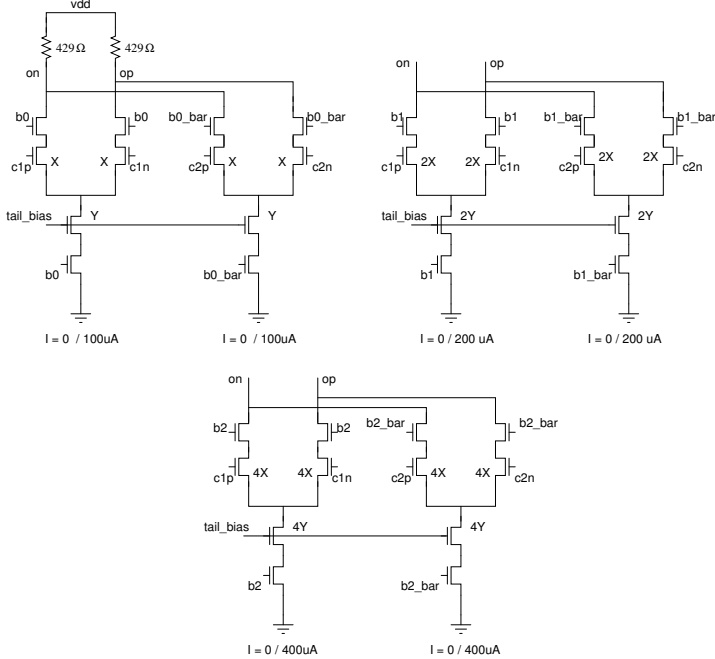 vdd
429Ω 429Ω
on op on op
b0 b0 b0_bar b0_bar b1 b1 b1_bar b1_bar
X X X X 2X 2X 2X 2X
c1p c1n c2p c2n c1p c1n c2p c2n
tail_bias Y Y tail_bias 2Y 2Y
b0 b0_bar b1 b1_bar
I = 0 / 100uA I = 0 / 100uA I = 0 / 200 uA I = 0 / 200 uA
on op
b2 b2 b2_bar b2_bar
c1p 4X 4X c1n c2p 4X 4X c2n
tail_bias 4Y 4Y
b2 b2_bar
I = 0 / 400uA I = 0 / 400uA